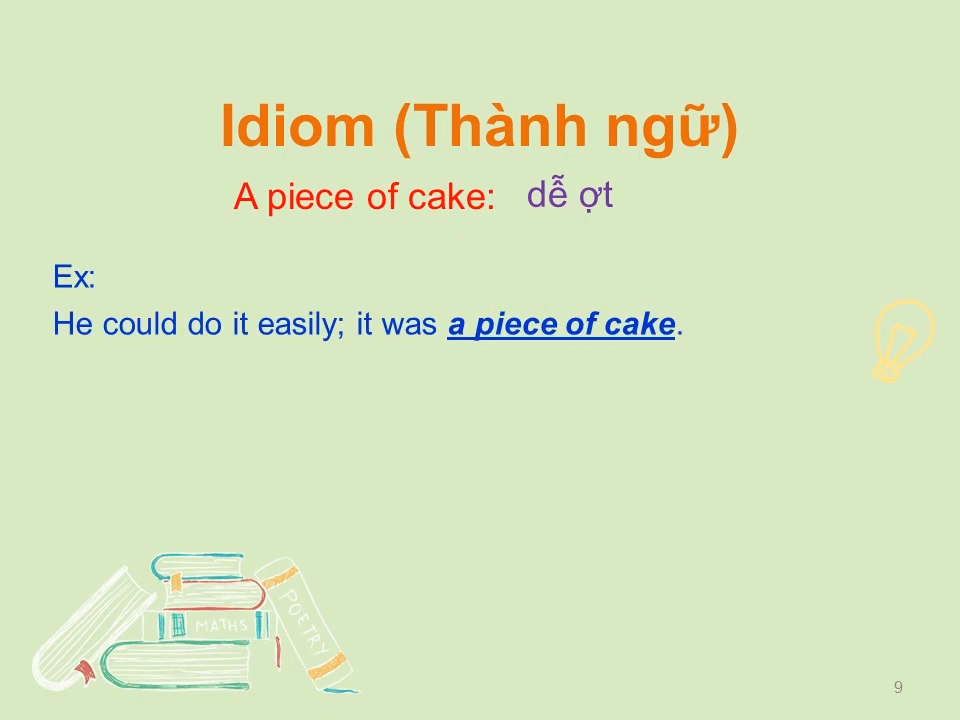 Idiom (Thành ngữ)
A piece of cake: dễ ợt
Ex:
He could do it easily; it was a piece of cake.
MATHS
POETRY
9